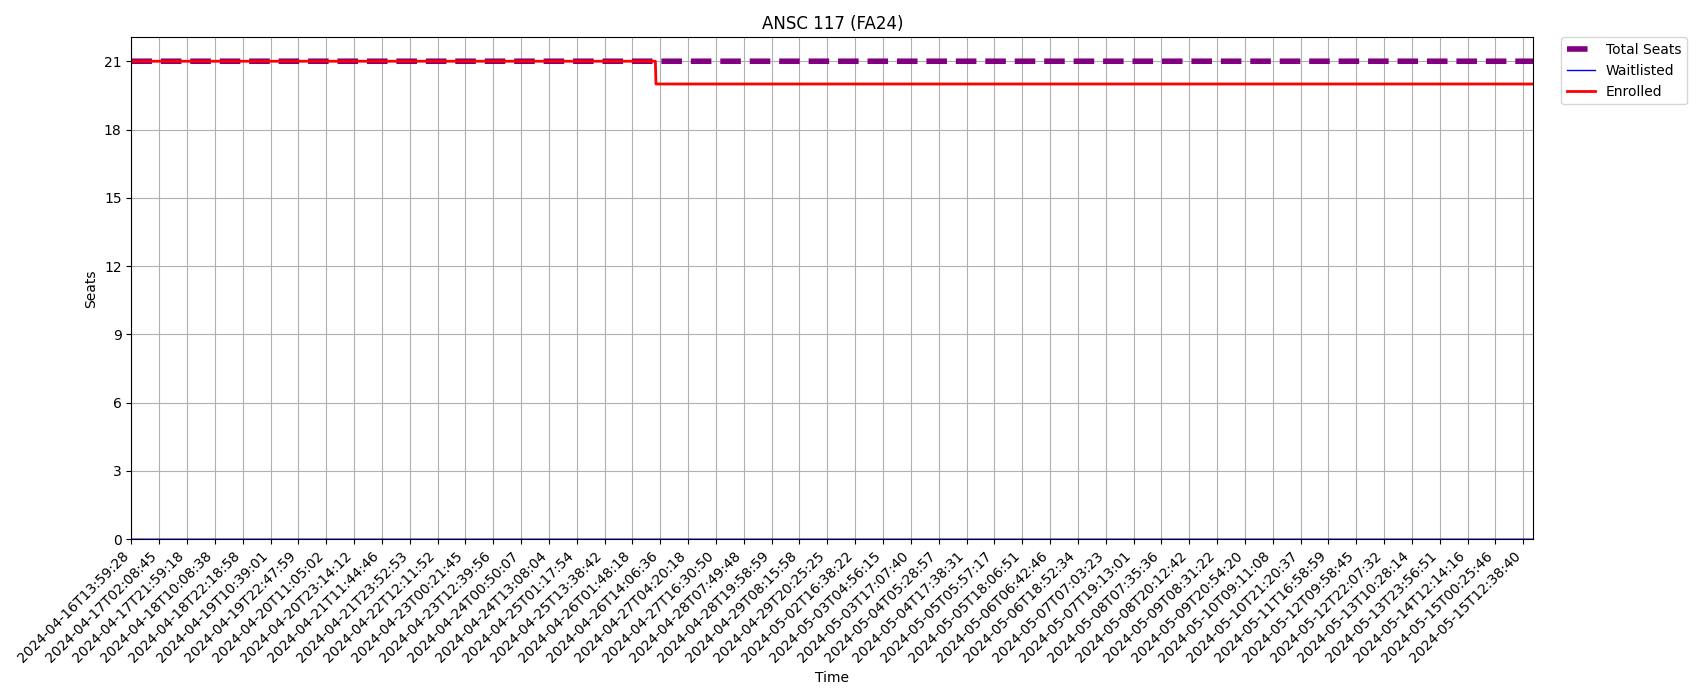 ANSC 117 (FA24)
Total Seats
Waitlisted
Enrolled
21
18
15
12
9
6
3
0
Seats
2024-04-16T13:59:28
2024-04-17T02:08:45
2024-04-17T21:59:18
2024-04-18T10:08:38
2024-04-18T22:18:58
2024-04-19T10:39:01
2024-04-19T22:47:59
2024-04-20T11:05:02
2024-04-20T23:14:12
2024-04-21T11:44:46
2024-04-21T23:52:53
2024-04-22T12:11:52
2024-04-23T00:21:45
2024-04-23T12:39:56
2024-04-24T00:50:07
2024-04-24T13:08:04
2024-04-25T01:17:54
2024-04-25T13:38:42
2024-04-26T01:48:18
2024-04-26T14:06:36
2024-04-27T04:20:18
2024-04-27T16:30:50
2024-04-28T07:49:48
2024-04-28T19:58:59
2024-04-29T08:15:58
2024-04-29T20:25:25
2024-05-02T16:38:22
2024-05-03T04:56:15
2024-05-03T17:07:40
2024-05-04T05:28:57
2024-05-04T17:38:31
2024-05-05T05:57:17
2024-05-05T18:06:51
2024-05-06T06:42:46
2024-05-06T18:52:34
2024-05-07T07:03:23
2024-05-07T19:13:01
2024-05-08T07:35:36
2024-05-08T20:12:42
2024-05-09T08:31:22
2024-05-09T20:54:20
2024-05-10T09:11:08
2024-05-10T21:20:37
2024-05-11T16:58:59
2024-05-12T09:58:45
2024-05-12T22:07:32
2024-05-13T10:28:14
2024-05-13T23:56:51
2024-05-14T12:14:16
2024-05-15T00:25:46
2024-05-15T12:38:40
Time